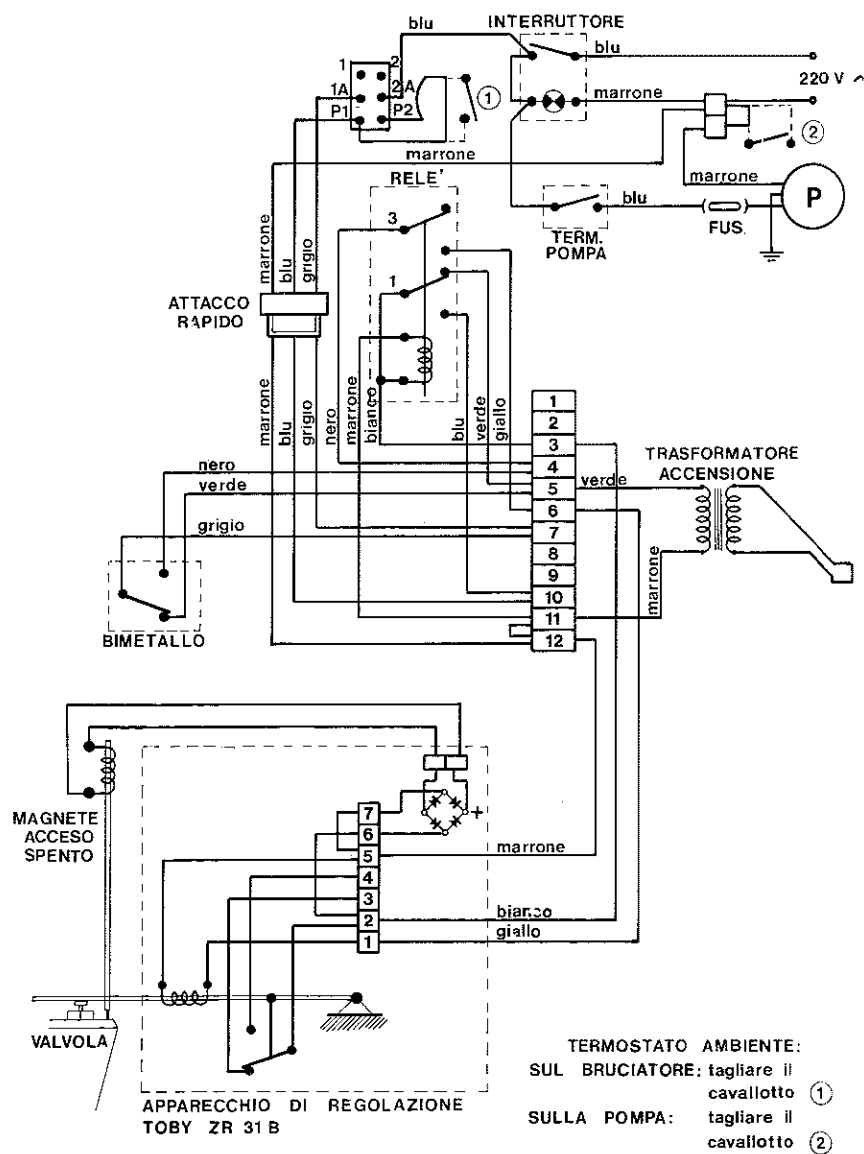 blu
INTERRUTTORE
blu
220 V ~
1 2
1A 2A
P1 P2
1
marrone
2
marrone
marrone
RELE'
3
1
blu
TERM.
POMPA
FUS.
P
marrone
blu
grigio
ATTACCO
RAPIDO
marrone
blu
grigio
nero
marrone
bianco
blu
verde
giallo
1
2
3
4
5
6
7
8
9
10
11
12
TRASFORMATORE
ACCENSIONE
verde
marrone
nero
verde
grigio
BIMETALLO
MAGNETE
ACCESO
SPENTO
7
6
5
4
3
2
1
+
marrone
bianco
giallo
VALVOLA
APPARECCHIO DI REGOLAZIONE
TOBY ZR 31 B
TERMOSTATO AMBIENTE:
SUL BRUCIATORE: tagliare il
cavallotto 1
SULLA POMPA: tagliare il
cavallotto 2